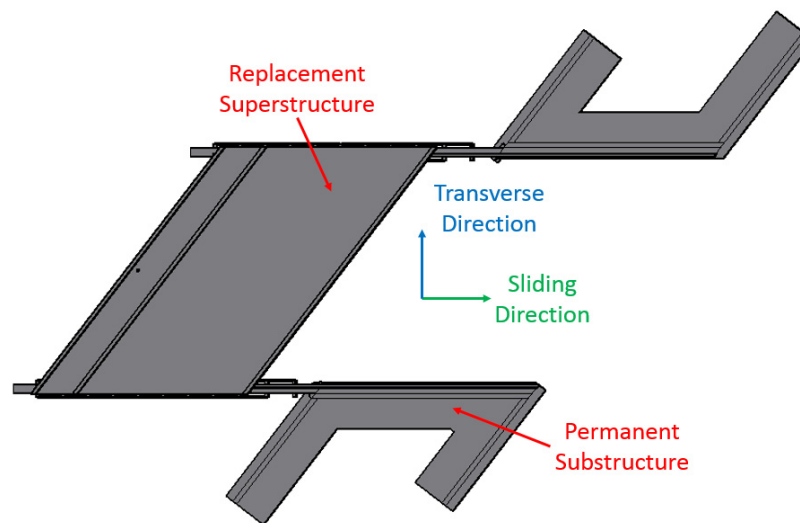 Replacement
Superstructure
Transverse
Direction
Sliding
Direction
Permanent
Substructure